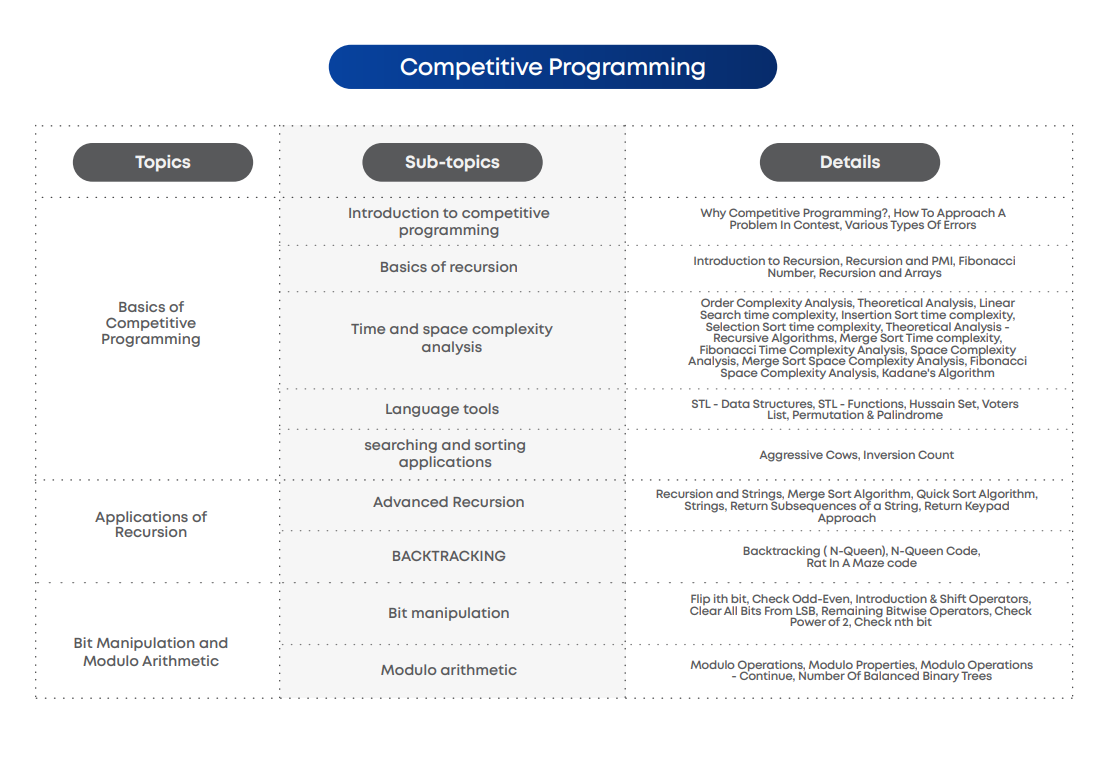 Competitive Programming
Topics
Sub-topics
Details
Basics of
Competitive
Programming
Introduction to competitive
programming
Why Competitive Programming?, How To Approach A
Problem In Contest, Various Types Of Errors
Basics of recursion
Introduction to Recursion, Recursion and PMI, Fibonacci
Number, Recursion and Arrays
Time and space complexity
analysis
Order Complexity Analysis, Theoretical Analysis, Linear
Search time complexity, Insertion Sort time complexity,
Selection Sort time complexity, Theoretical Analysis -
Recursive Algorithms, Merge Sort Time complexity,
Fibonacci Time Complexity Analysis, Space Complexity
Analysis, Merge Sort Space Complexity Analysis, Fibonacci
Space Complexity Analysis, Kadane's Algorithm
Language tools
STL - Data Structures, STL - Functions, Hussain Set, Voters
List, Permutation & Palindrome
searching and sorting
applications
Aggressive Cows, Inversion Count
Applications of
Recursion
Advanced Recursion
Recursion and Strings, Merge Sort Algorithm, Quick Sort Algorithm,
Strings, Return Subsequences of a String, Return Keypad
Approach
BACKTRACKING
Backtracking ( N-Queen), N-Queen Code,
Rat In A Maze code
Bit Manipulation and
Modulo Arithmetic
Bit manipulation
Flip ith bit, Check Odd-Even, Introduction & Shift Operators,
Clear All Bits From LSB, Remaining Bitwise Operators, Check
Power of 2, Check nth bit
Modulo arithmetic
Modulo Operations, Modulo Properties, Modulo Operations
- Continue, Number Of Balanced Binary Trees